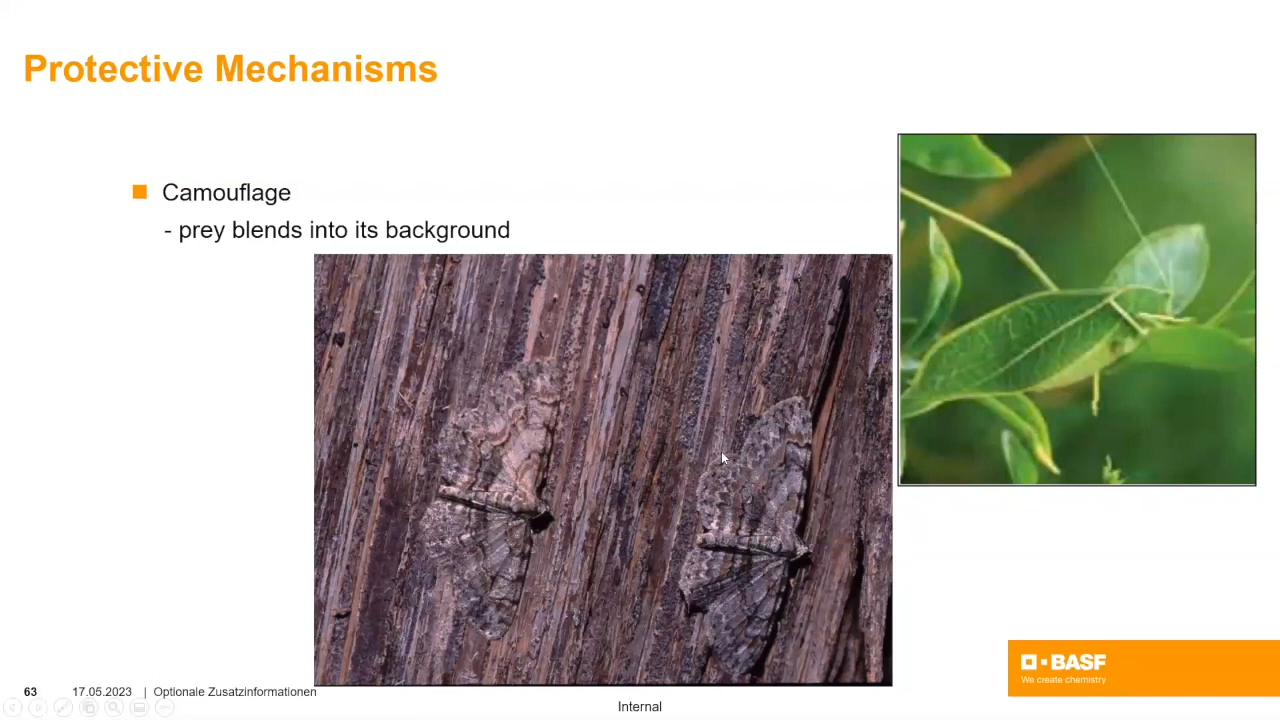 Protective Mechanisms
Camouflage
- prey blends into its background
BASF
We create chemistry
63 17.05.2023 | Optionale Zusatzinformationen
Internal